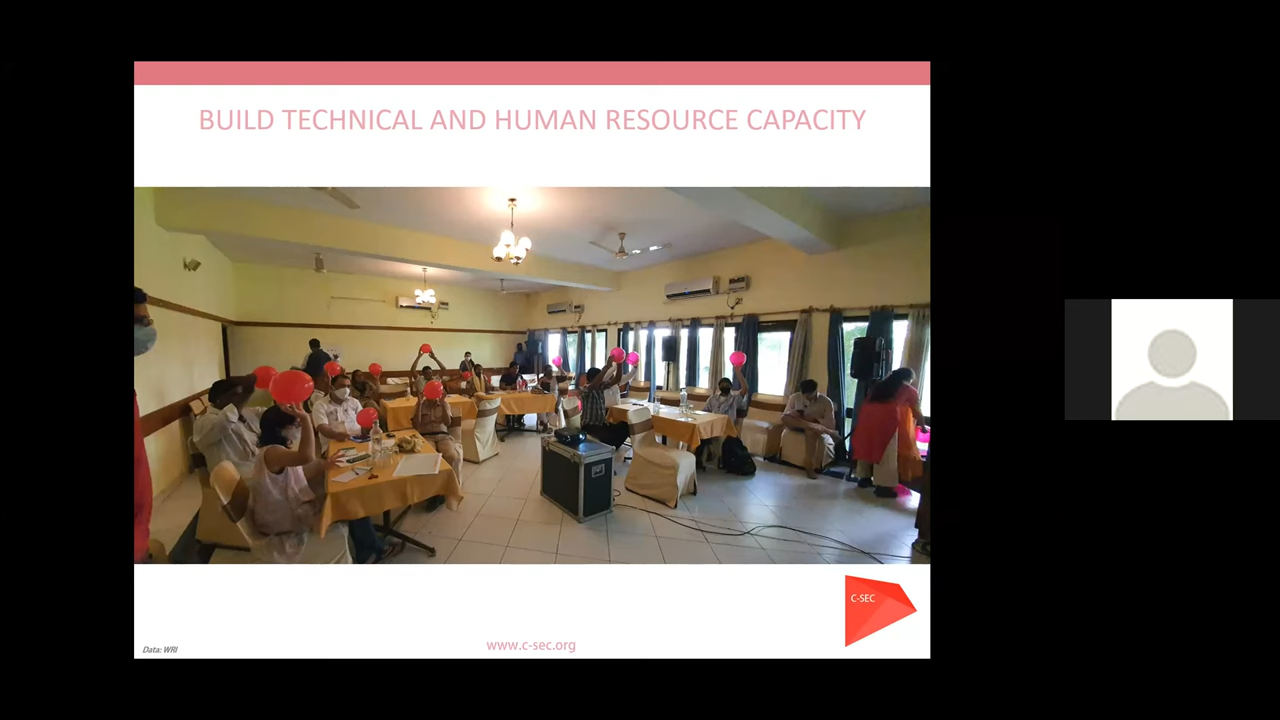 BUILD TECHNICAL AND HUMAN RESOURCE CAPACITY
C-SEC
www.c-sec.org
Data: WRI